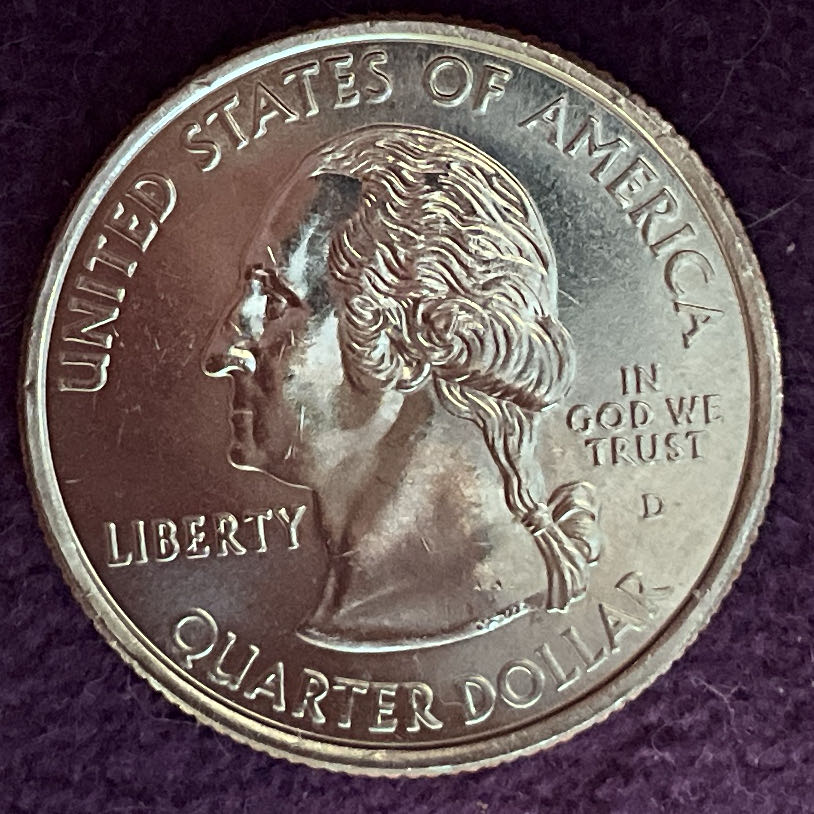 UNITED STATES OF AMERICA
IN
GOD WE
TRUST
D
LIBERTY
QUARTER DOLLAR